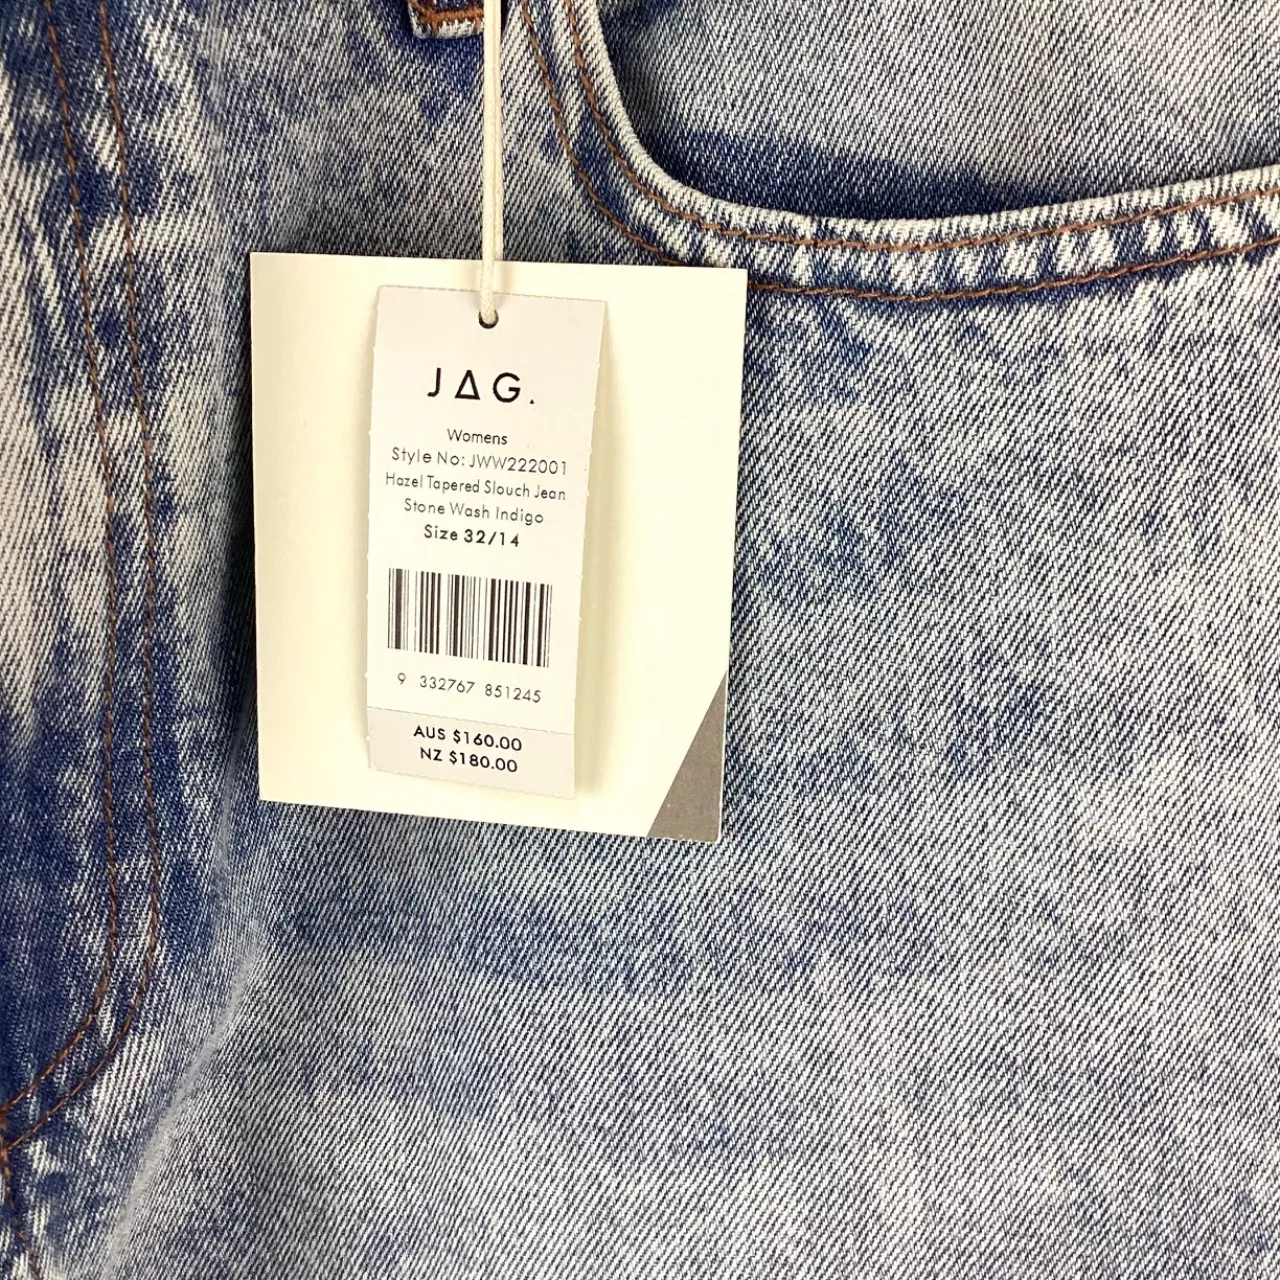 JAG.
Womens
Style No: JWW222001
Hazel Tapered Slouch Jean
Stone Wash Indigo
Size 32/14
9 332767 851245
AUS $160.00
NZ $180.00